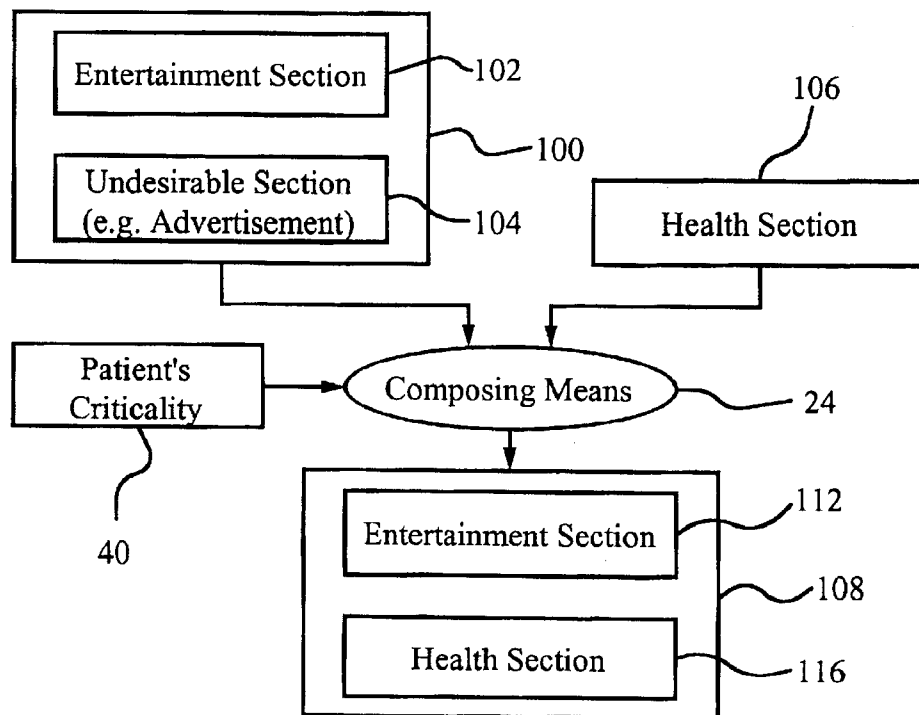 Entertainment Section
102
106
100
Undesirable Section
(e.g. Advertisement)
104
Health Section
Patient's
Criticality
Composing Means
24
40
112
Entertainment Section
108
Health Section
116